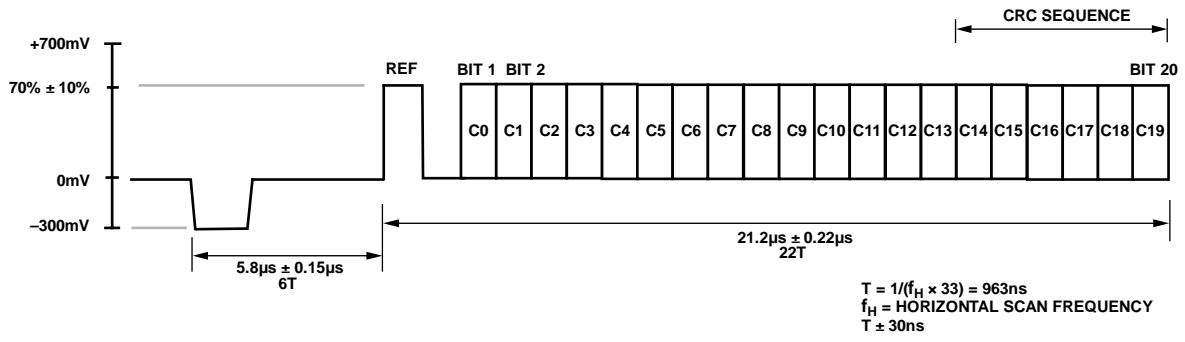 CRC SEQUENCE
+700mV
REF
BIT 1 BIT 2
BIT 20
70% ± 10%
C0 C1 C2 C3 C4 C5 C6 C7 C8 C9 C10 C11 C12 C13 C14 C15 C16 C17 C18 C19
0mV
–300mV
21.2µs ± 0.22µs
22T
5.8µs ± 0.15µs
6T
T = 1/(fH × 33) = 963ns
fH = HORIZONTAL SCAN FREQUENCY
T ± 30ns